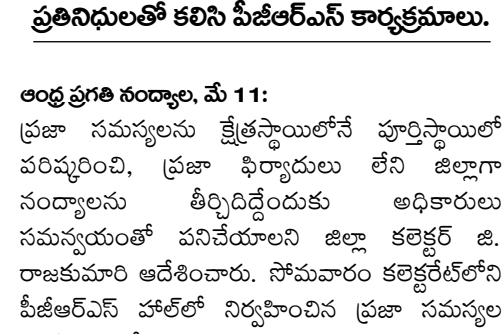 ప్రతినిధులతో కలిసి పీజీఆర్ఎస్ కార్యక్రమాలు.
ఆంధ్ర ప్రగతి నంద్యాల, మే 11:
ప్రజా సమస్యలను క్షేత్రస్థాయిలోనే పూర్తిస్థాయిలో
పరిష్కరించి, ప్రజా ఫిర్యాదులు లేని జిల్లాగా
నంద్యాలను తీర్చిదిద్దేందుకు అధికారులు
సమన్వయంతో పనిచేయాలని జిల్లా కలెక్టర్ జి.
రాజకుమారి ఆదేశించారు. సోమవారం కలెక్టరేట్‌లోని
పీజీఆర్ఎస్ హాల్‌లో నిర్వహించిన ప్రజా సమస్యల